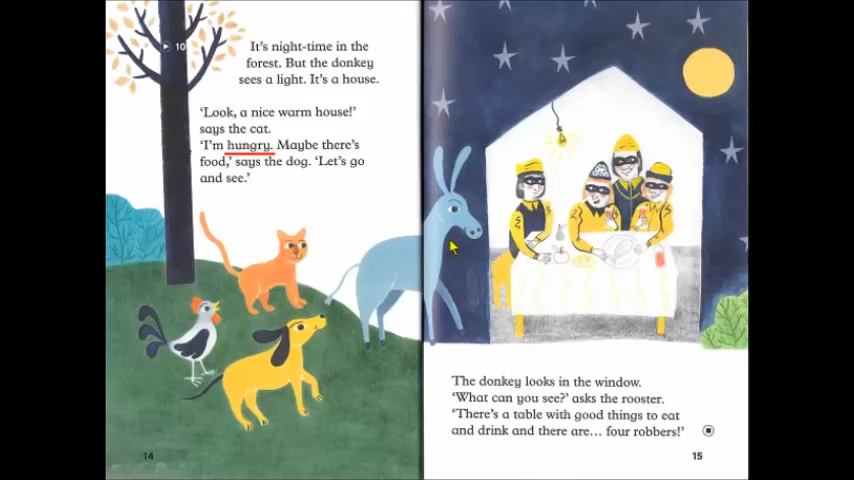 10
It's night-time in the
forest. But the donkey
sees a light. It's a house.
'Look, a nice warm house!'
says the cat.
'I'm hungry. Maybe there's
food,' says the dog. 'Let's go
and see.'
14
The donkey looks in the window.
'What can you see?' asks the rooster.
'There's a table with good things to eat
and drink and there are… four robbers!'
15